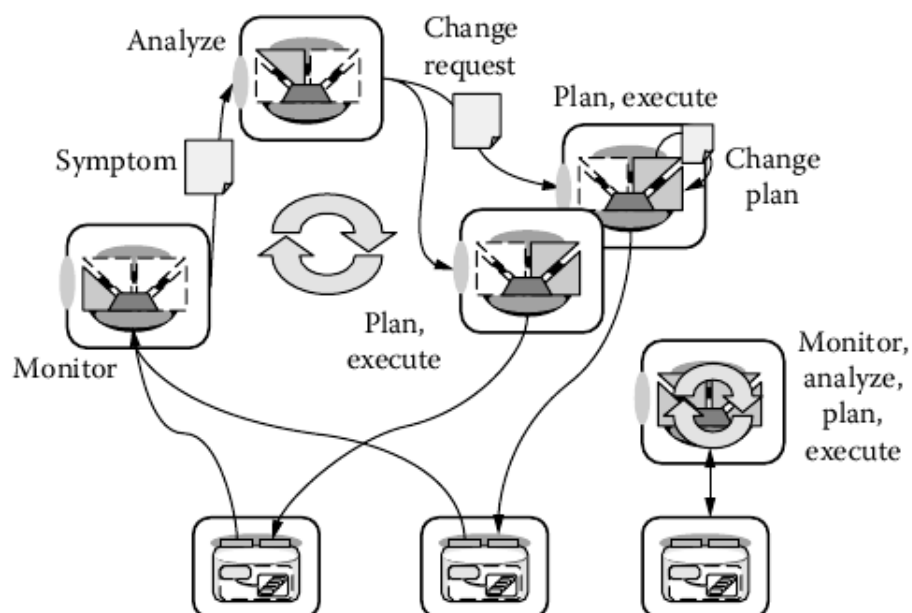 Analyze
Change
request
Plan, execute
Symptom
Change
plan
Plan,
execute
Monitor
Monitor,
analyze,
plan,
execute